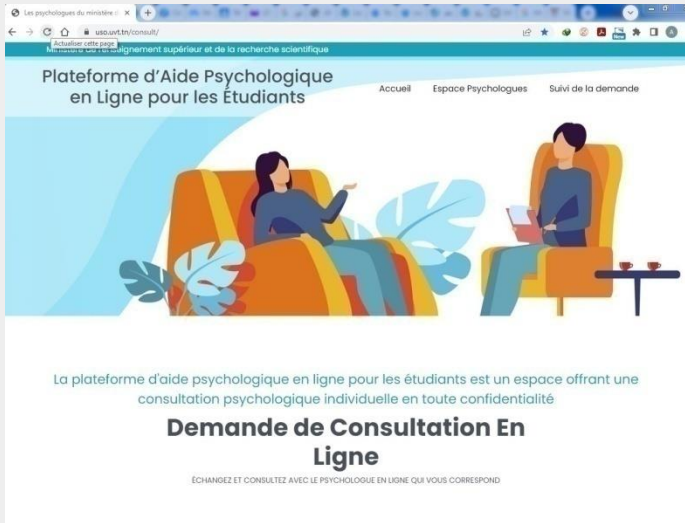 Les psychologues du ministère
uso.uvt.tn/consult/
New
Actualiser cette page
Ministère de l'enseignement supérieur et de la recherche scientifique
Plateforme d'Aide Psychologique
en Ligne pour les Étudiants
Accueil Espace Psychologues Suivi de la demande
La plateforme d'aide psychologique en ligne pour les étudiants est un espace offrant une
consultation psychologique individuelle en toute confidentialité
Demande de Consultation En
Ligne
ÉCHANGEZ ET CONSULTEZ AVEC LE PSYCHOLOGUE EN LIGNE QUI VOUS CORRESPOND